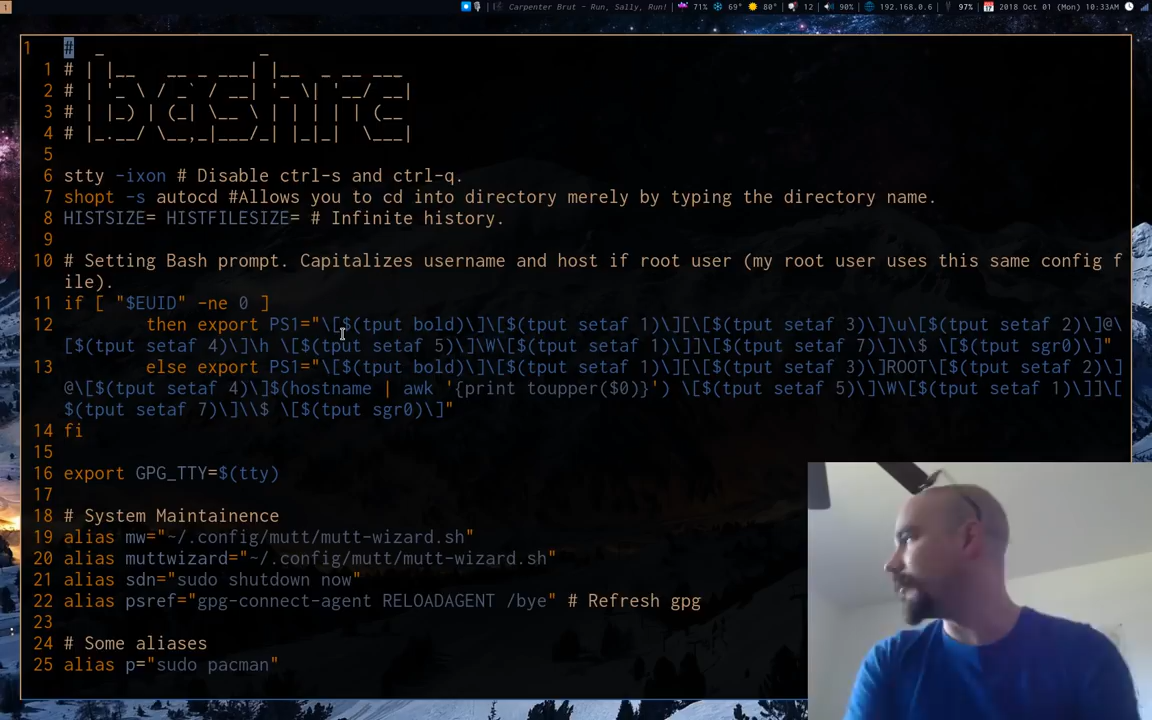 1 Carpenter Brut - Run, Sally, Run! 71% 69° 80° 12 90% 192.168.0.6 97% 2018 Oct 01 (Mon) 10:33AM
1 # _ _
1 # | |__ __ _ ___| |__ _ __ ___
2 # | '_ \ / _` / __| '_ \| '__/ __|
3 # | |_) | (_| \__ \ | | | | | (__
4 # |_.__/ \__,_|___/_| |_|_| \___|
5
6 stty -ixon # Disable ctrl-s and ctrl-q.
7 shopt -s autocd #Allows you to cd into directory merely by typing the directory name.
8 HISTSIZE= HISTFILESIZE= # Infinite history.
9
10 # Setting Bash prompt. Capitalizes username and host if root user (my root user uses this same config f
ile).
11 if [ "$EUID" -ne 0 ]
12 then export PS1="\[$(tput bold)\]\[$(tput setaf 1)\][\[$(tput setaf 3)\]\u\[$(tput setaf 2)\]@\
[$(tput setaf 4)\]\h \[$(tput setaf 5)\]\W\[$(tput setaf 1)\]]\[$(tput setaf 7)\]\\$ \[$(tput sgr0)\]"
13 else export PS1="\[$(tput bold)\]\[$(tput setaf 1)\][\[$(tput setaf 3)\]ROOT\[$(tput setaf 2)\]
@\[$(tput setaf 4)\]$(hostname | awk '{print toupper($0)}') \[$(tput setaf 5)\]\W\[$(tput setaf 1)\]]\[
$(tput setaf 7)\]\\$ \[$(tput sgr0)\]"
14 fi
15
16 export GPG_TTY=$(tty)
17
18 # System Maintainence
19 alias mw="~/.config/mutt/mutt-wizard.sh"
20 alias muttwizard="~/.config/mutt/mutt-wizard.sh"
21 alias sdn="sudo shutdown now"
22 alias psref="gpg-connect-agent RELOADAGENT /bye" # Refresh gpg
23
24 # Some aliases
25 alias p="sudo pacman"